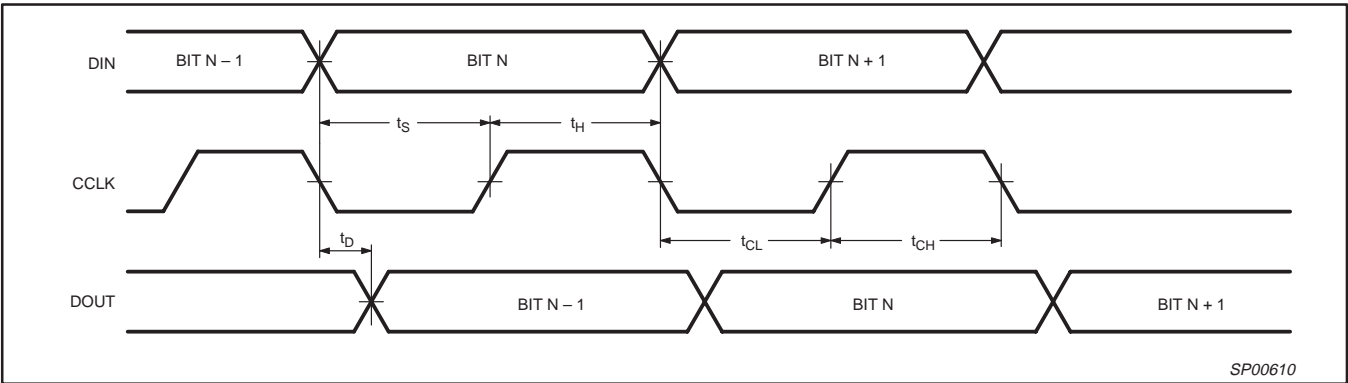 DIN BIT N – 1 BIT N BIT N + 1
tS tH
CCLK
tD tCL tCH
DOUT BIT N – 1 BIT N BIT N + 1
SP00610